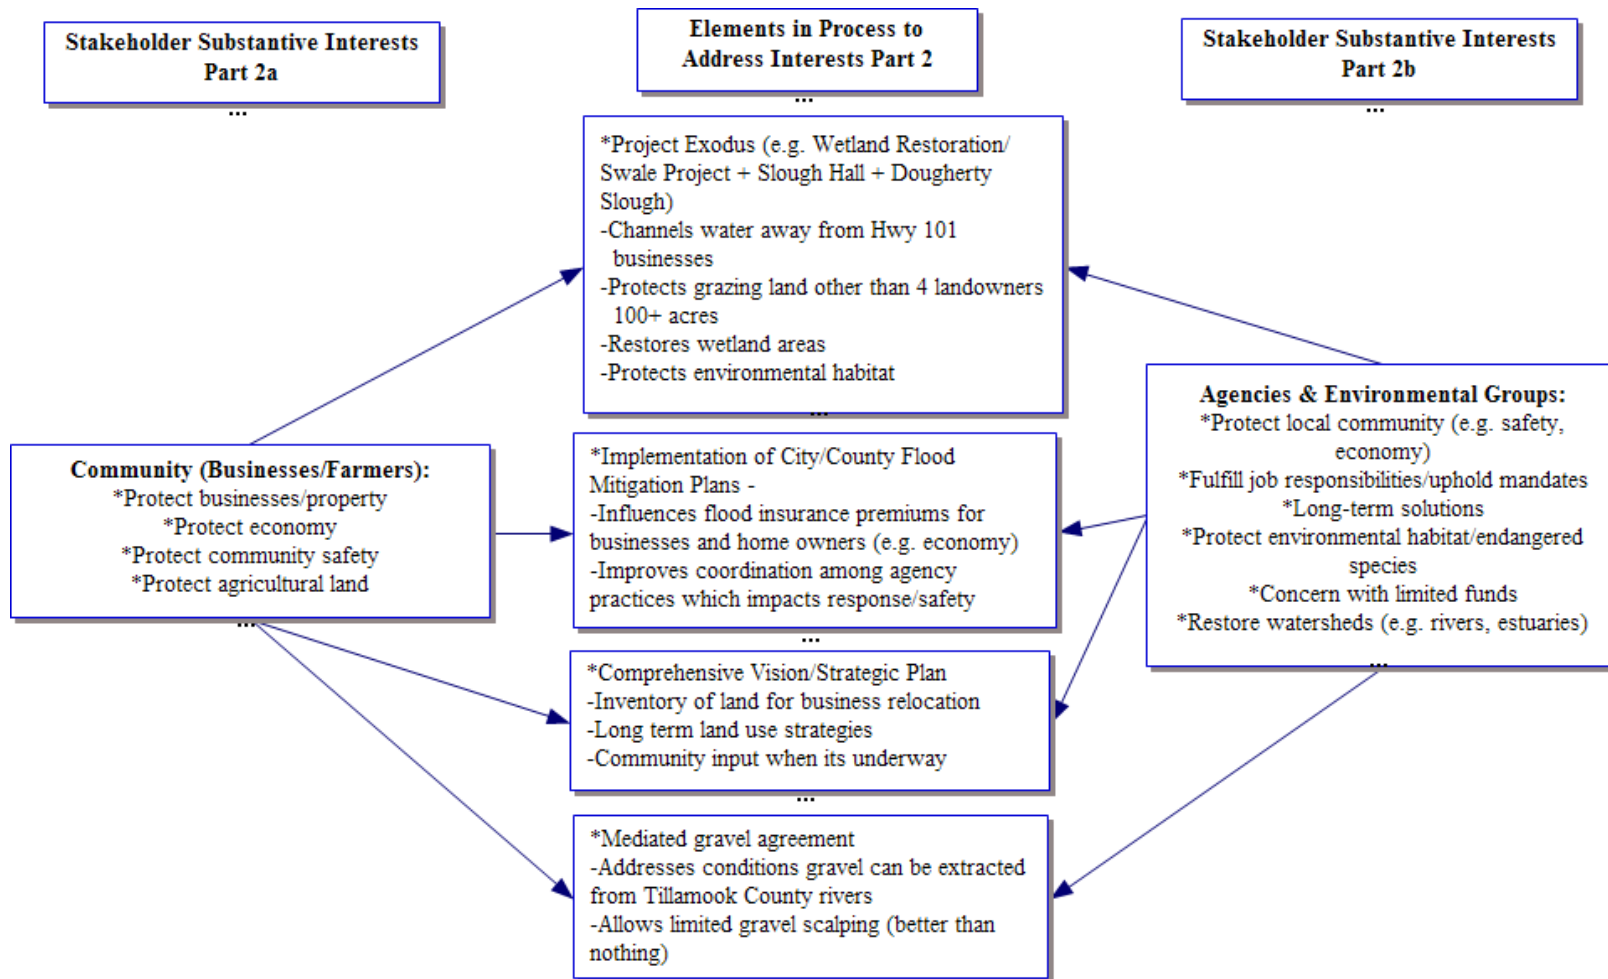 Stakeholder Substantive Interests
Part 2a
...
Elements in Process to
Address Interests Part 2
...
Stakeholder Substantive Interests
Part 2b
...
*Project Exodus (e.g. Wetland Restoration/
Swale Project + Slough Hall + Dougherty
Slough)
-Channels water away from Hwy 101
businesses
-Protects grazing land other than 4 landowners
100+ acres
-Restores wetland areas
-Protects environmental habitat
...
Community (Businesses/Farmers):
*Protect businesses/property
*Protect economy
*Protect community safety
*Protect agricultural land
...
*Implementation of City/County Flood
Mitigation Plans -
-Influences flood insurance premiums for
businesses and home owners (e.g. economy)
-Improves coordination among agency
practices which impacts response/safety
...
Agencies & Environmental Groups:
*Protect local community (e.g. safety,
economy)
*Fulfill job responsibilities/uphold mandates
*Long-term solutions
*Protect environmental habitat/endangered
species
*Concern with limited funds
*Restore watersheds (e.g. rivers, estuaries)
...
*Comprehensive Vision/Strategic Plan
-Inventory of land for business relocation
-Long term land use strategies
-Community input when its underway
...
*Mediated gravel agreement
-Addresses conditions gravel can be extracted
from Tillamook County rivers
-Allows limited gravel scalping (better than
nothing)